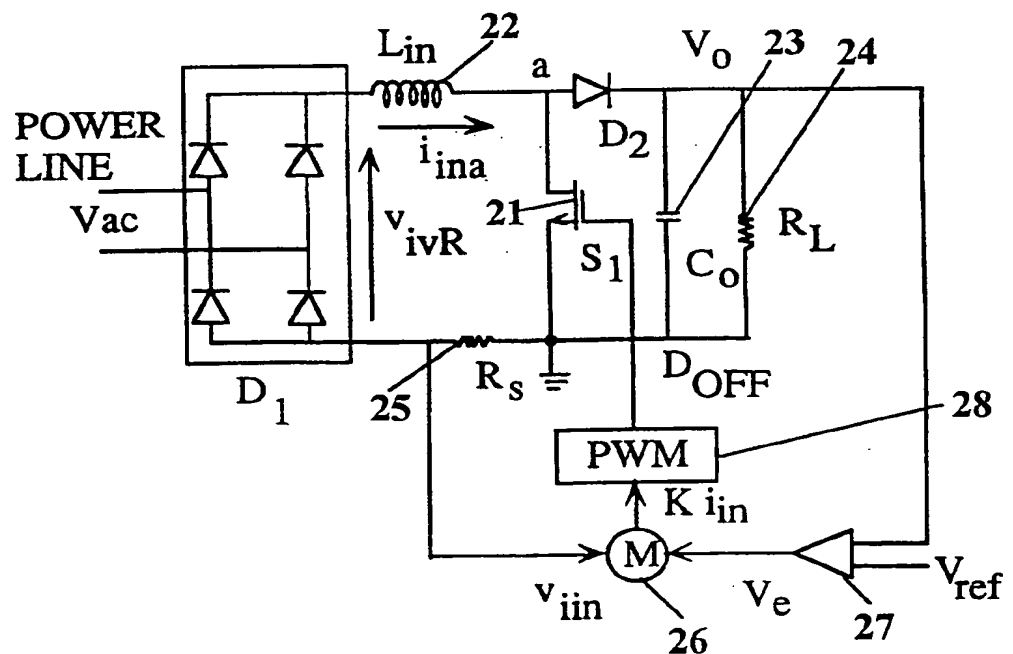 22
L_in
a
V_o
23
24
POWER
LINE
Vac
i_ina
D_2
v_ivR
21
S_1
C_o
R_L
D_1
25
R_s
D_OFF
28
PWM
K i_in
M
v_iin
26
V_e
27
V_ref